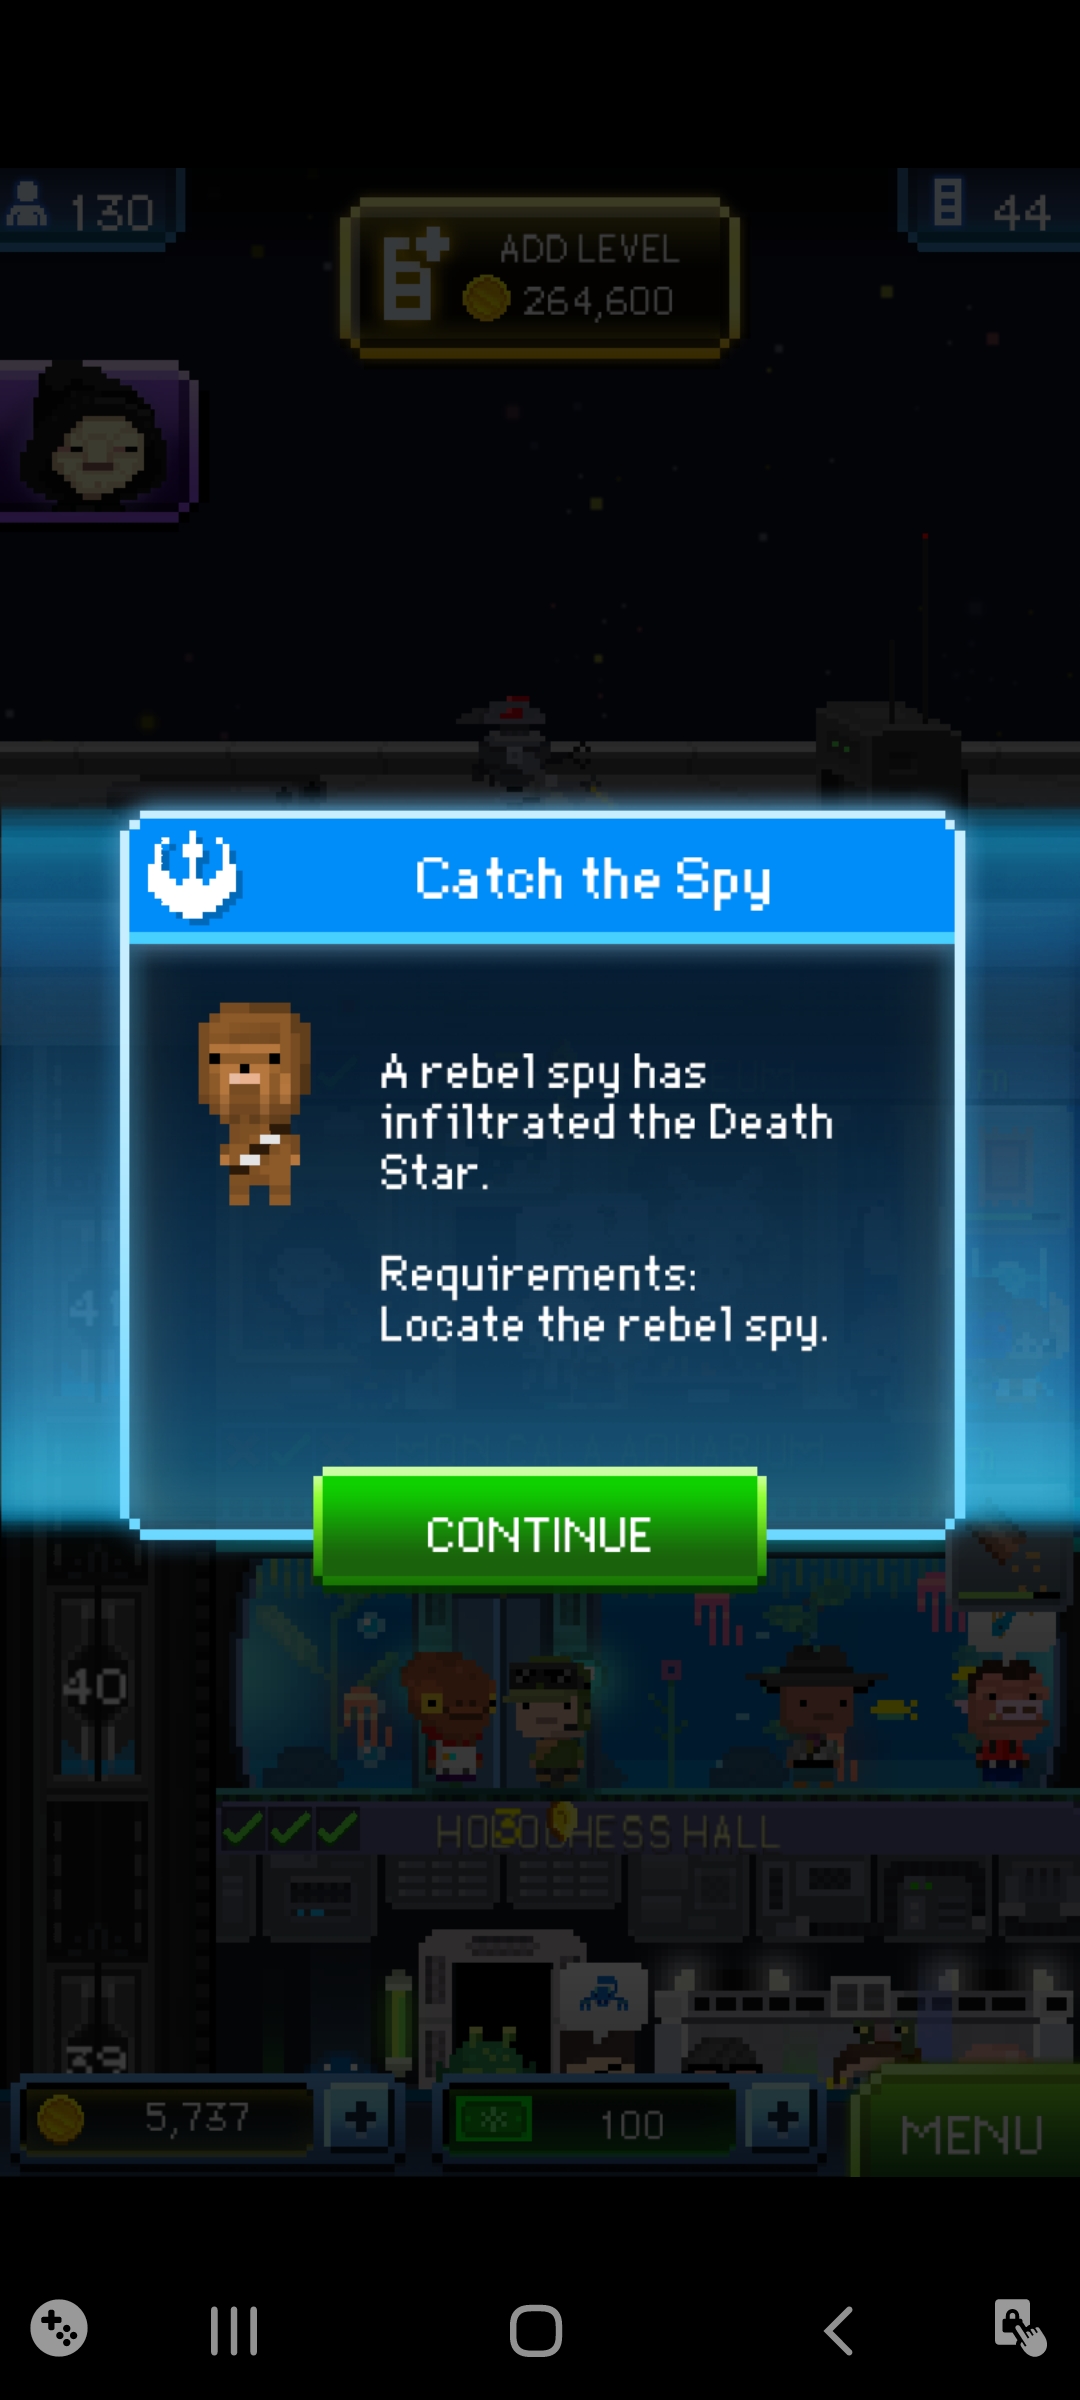 130
44
ADD LEVEL
264,600
Catch the Spy
A rebel spy has
infiltrated the Death
Star.
Requirements:
Locate the rebel spy.
CONTINUE
40
HOLOCHESS HALL
3
39
5,737
100
MENU